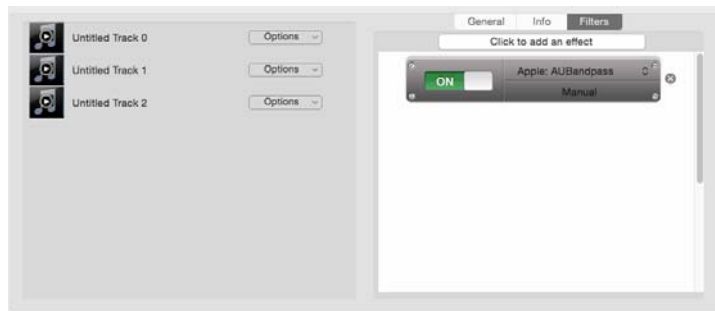 Untitled Track 0 Options
Untitled Track 1 Options
Untitled Track 2 Options
General Info Filters
Click to add an effect
ON
Apple: AUBandpass
Manual